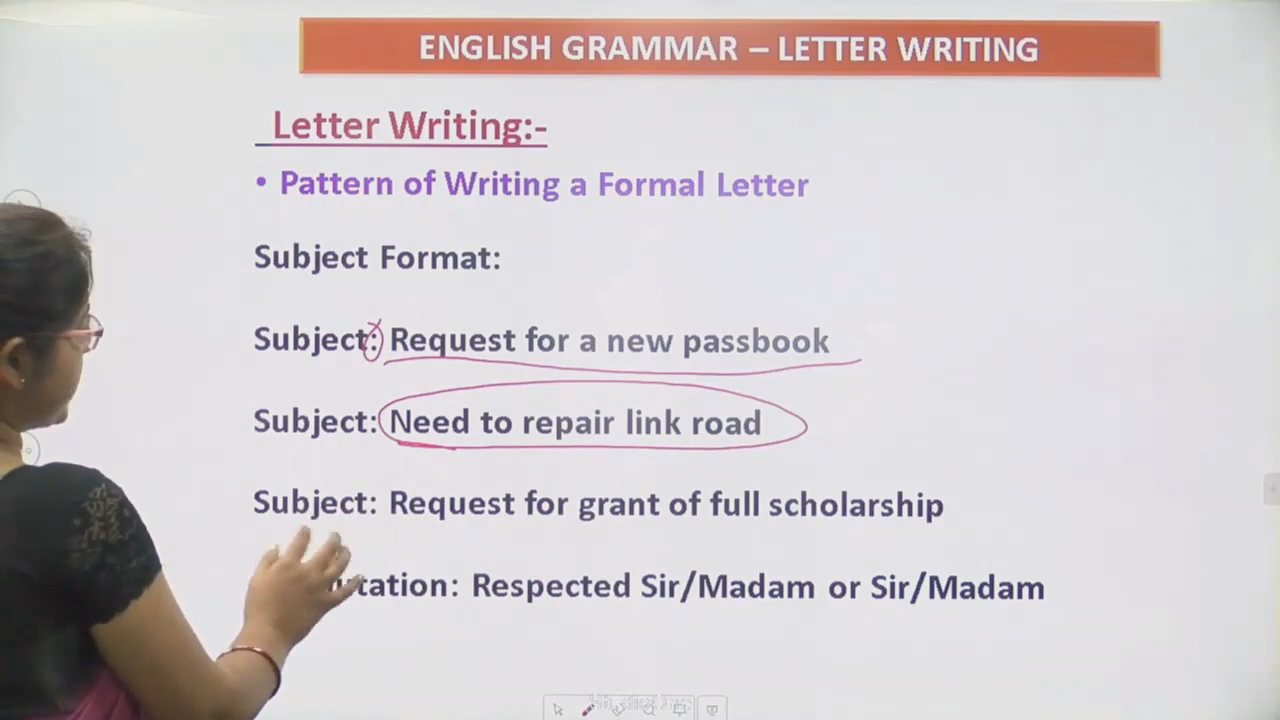 ENGLISH GRAMMAR – LETTER WRITING
Letter Writing:-
• Pattern of Writing a Formal Letter
Subject Format:
Subject: Request for a new passbook
Subject: Need to repair link road
Subject: Request for grant of full scholarship
Respected Sir/Madam or Sir/Madam